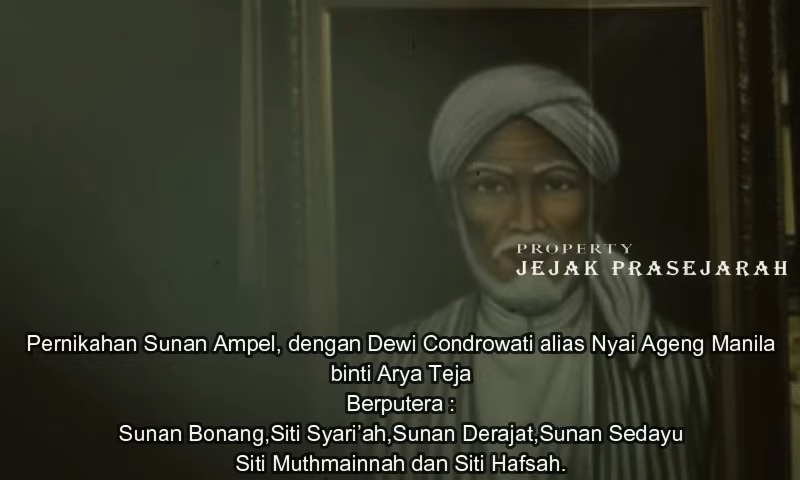 PROPERTY
JEJAK PRASEJARAH
Pernikahan Sunan Ampel, dengan Dewi Condrowati alias Nyai Ageng Manila
binti Arya Teja
Berputera :
Sunan Bonang,Siti Syari’ah,Sunan Derajat,Sunan Sedayu
Siti Muthmainnah dan Siti Hafsah.